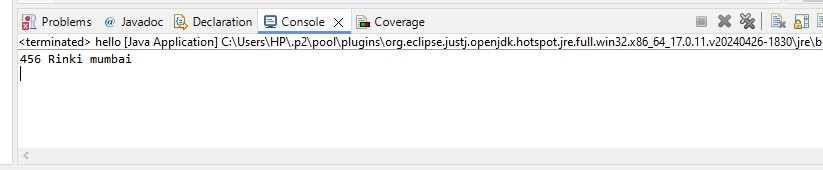 Problems @ Javadoc Declaration Console Coverage
<terminated> hello [Java Application] C:\Users\HP\.p2\pool\plugins\org.eclipse.justj.openjdk.hotspot.jre.full.win32.x86_64_17.0.11.v20240426-1830\jre\b
456 Rinki mumbai